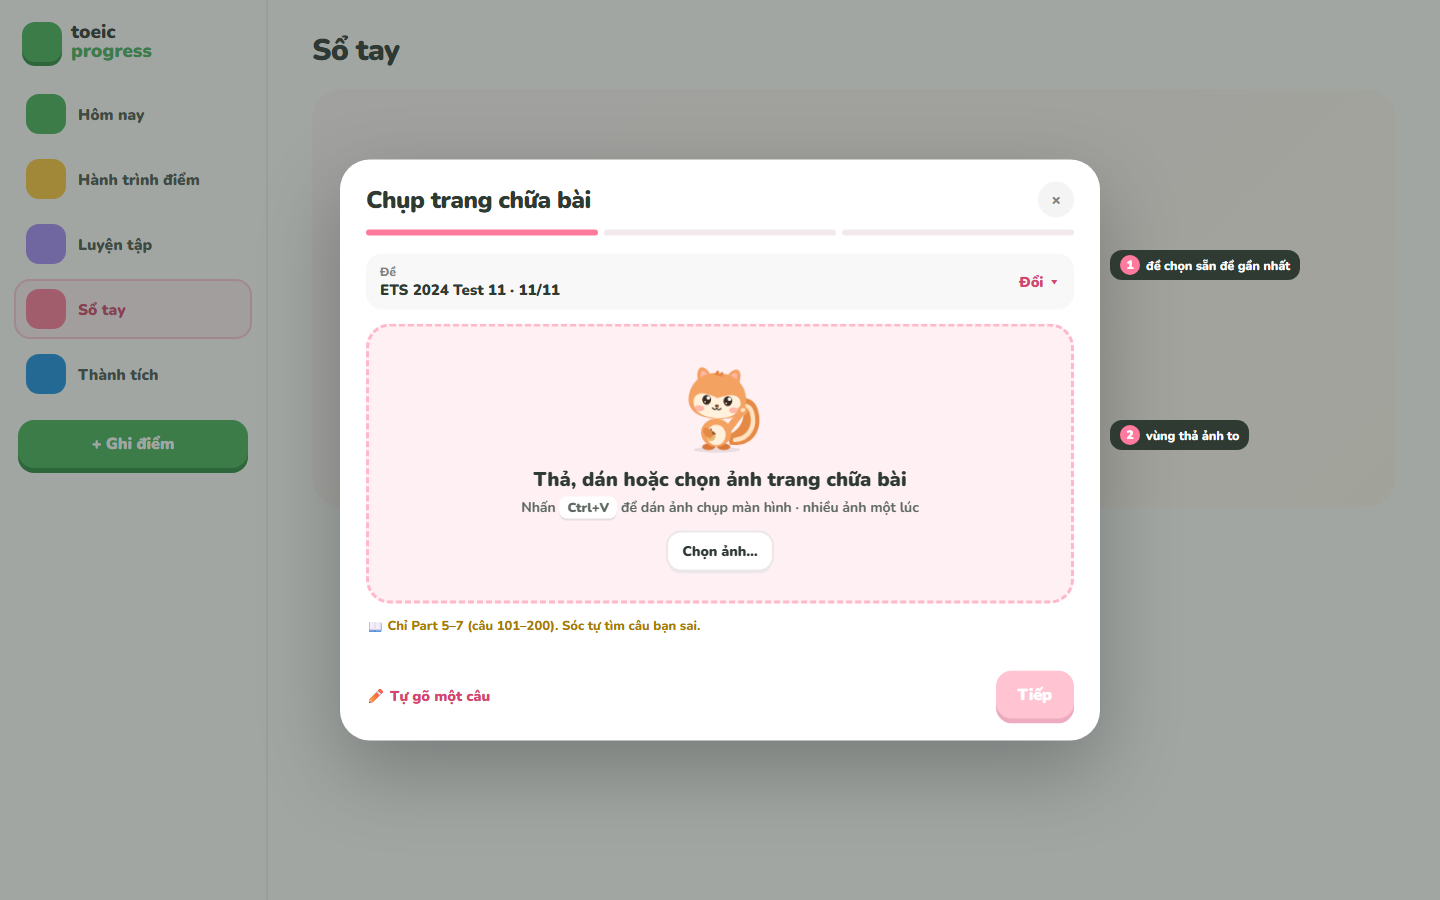 toeic
progress
Hôm nay
Hành trình điểm
Luyện tập
Sổ tay
Thành tích
+ Ghi điểm
Sổ tay
Chụp trang chữa bài
×
Đề
ETS 2024 Test 11 · 11/11
Đổi ▼
Thả, dán hoặc chọn ảnh trang chữa bài
Nhấn Ctrl+V để dán ảnh chụp màn hình · nhiều ảnh một lúc
Chọn ảnh...
📖 Chỉ Part 5–7 (câu 101–200). Sóc tự tìm câu bạn sai.
✏️ Tự gõ một câu
Tiếp
1 đề chọn sẵn đề gần nhất
2 vùng thả ảnh to